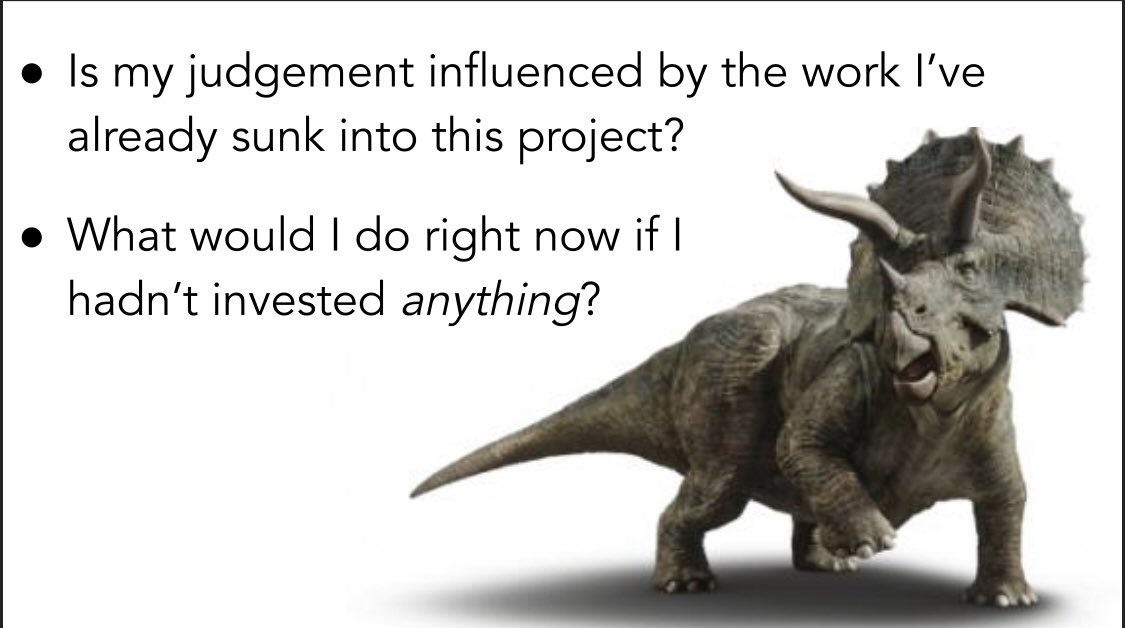 ● Is my judgement influenced by the work I’ve
already sunk into this project?
● What would I do right now if I
hadn’t invested anything?